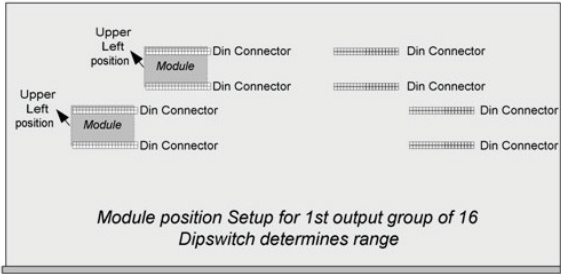 Upper
Left
position
Din Connector
Din Connector
Module
Din Connector
Din Connector
Upper
Left
position
Din Connector
Din Connector
Module
Din Connector
Din Connector
Module position Setup for 1st output group of 16
Dipswitch determines range